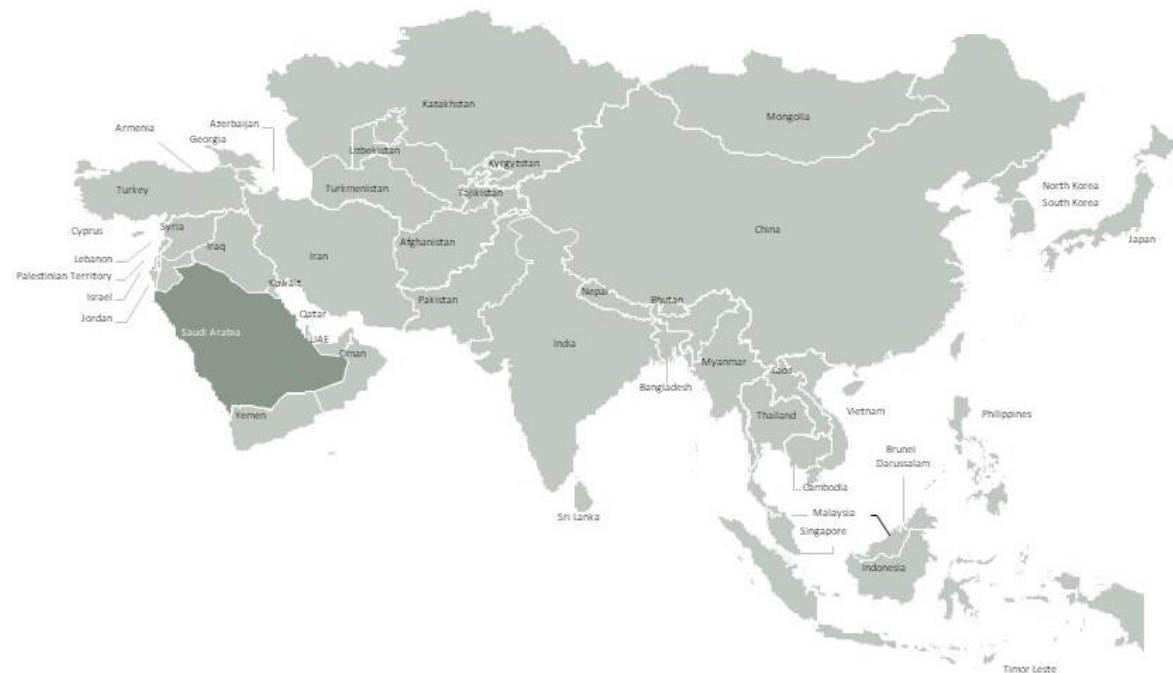 Kazakhstan
Azerbaijan
Mongolia
Armenia
Georgia
Uzbekistan
Kyrgyzstan
Turkey
Turkmenistan
Tajikistan
North Korea
South Korea
Cyprus
Syria
China
Japan
Iraq
Iran
Afghanistan
Lebanon
Palestinian Territory
Kuwait
Israel
Nepal
Bhutan
Pakistan
Jordan
Qatar
Saudi Arabia
UAE
India
Oman
Myanmar
Laos
Bangladesh
Yemen
Thailand
Vietnam
Philippines
Brunei
Darussalam
Cambodia
Malaysia
Sri Lanka
Singapore
Indonesia
Timor Leste